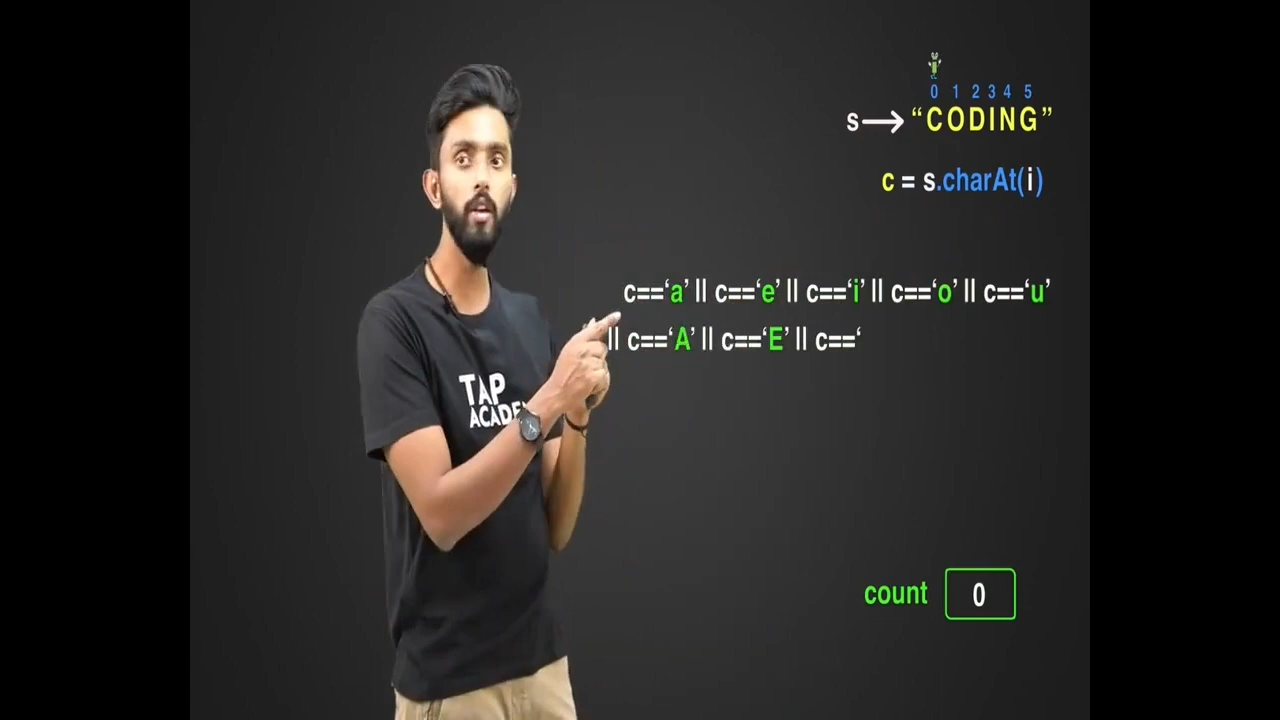 0 1 2 3 4 5
s→ “CODING”
c = s.charAt(i)
c==‘a’ || c==‘e’ || c==‘i’ || c==‘o’ || c==‘u’
|| c==‘A’ || c==‘E’ || c==‘
TAP
ACADE
count 0